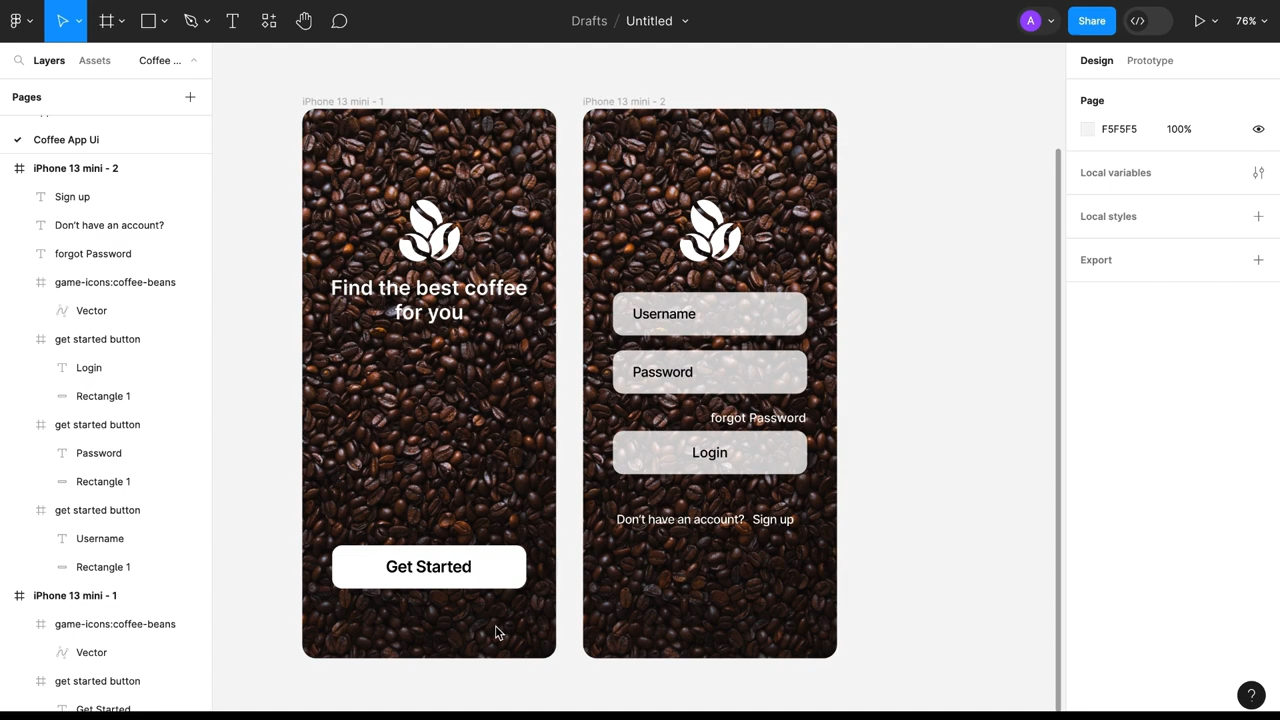 Drafts / Untitled
A
Share
76%
Layers Assets Coffee ...
Pages
Coffee App Ui
iPhone 13 mini - 2
Sign up
Don't have an account?
forgot Password
game-icons:coffee-beans
Vector
get started button
Login
Rectangle 1
get started button
Password
Rectangle 1
get started button
Username
Rectangle 1
iPhone 13 mini - 1
game-icons:coffee-beans
Vector
get started button
Get Started
iPhone 13 mini - 1
Find the best coffee
for you
Get Started
iPhone 13 mini - 2
Username
Password
forgot Password
Login
Don't have an account? Sign up
Design Prototype
Page
F5F5F5 100%
Local variables
Local styles
Export
?